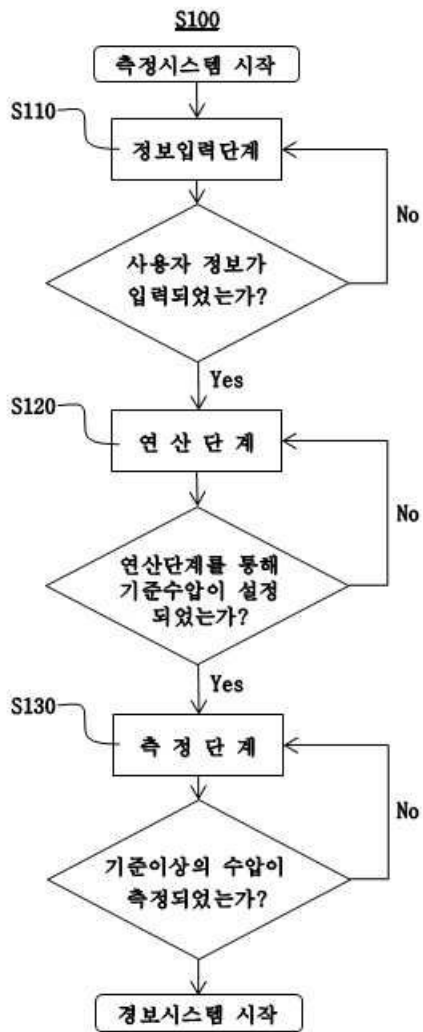 S100
측정시스템 시작
S110
정보입력단계
No
사용자 정보가
입력되었는가?
Yes
S120
연 산 단 계
No
연산단계를 통해
기준수압이 설정
되었는가?
Yes
S130
측 정 단 계
No
기준이상의 수압이
측정되었는가?
경보시스템 시작